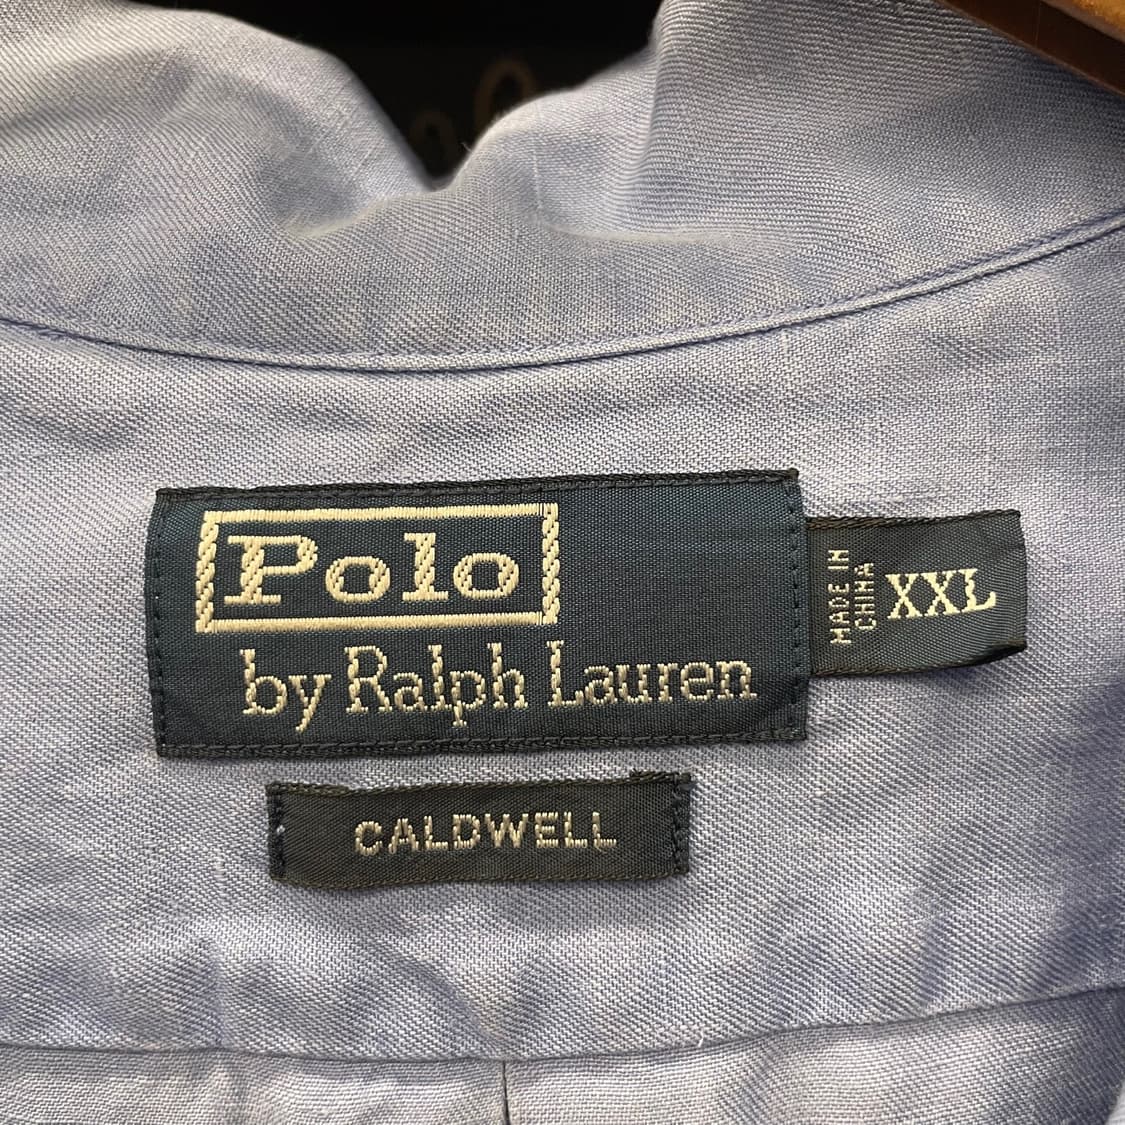 Polo
by Ralph Lauren
MADE IN
CHINA
XXL
CALDWELL